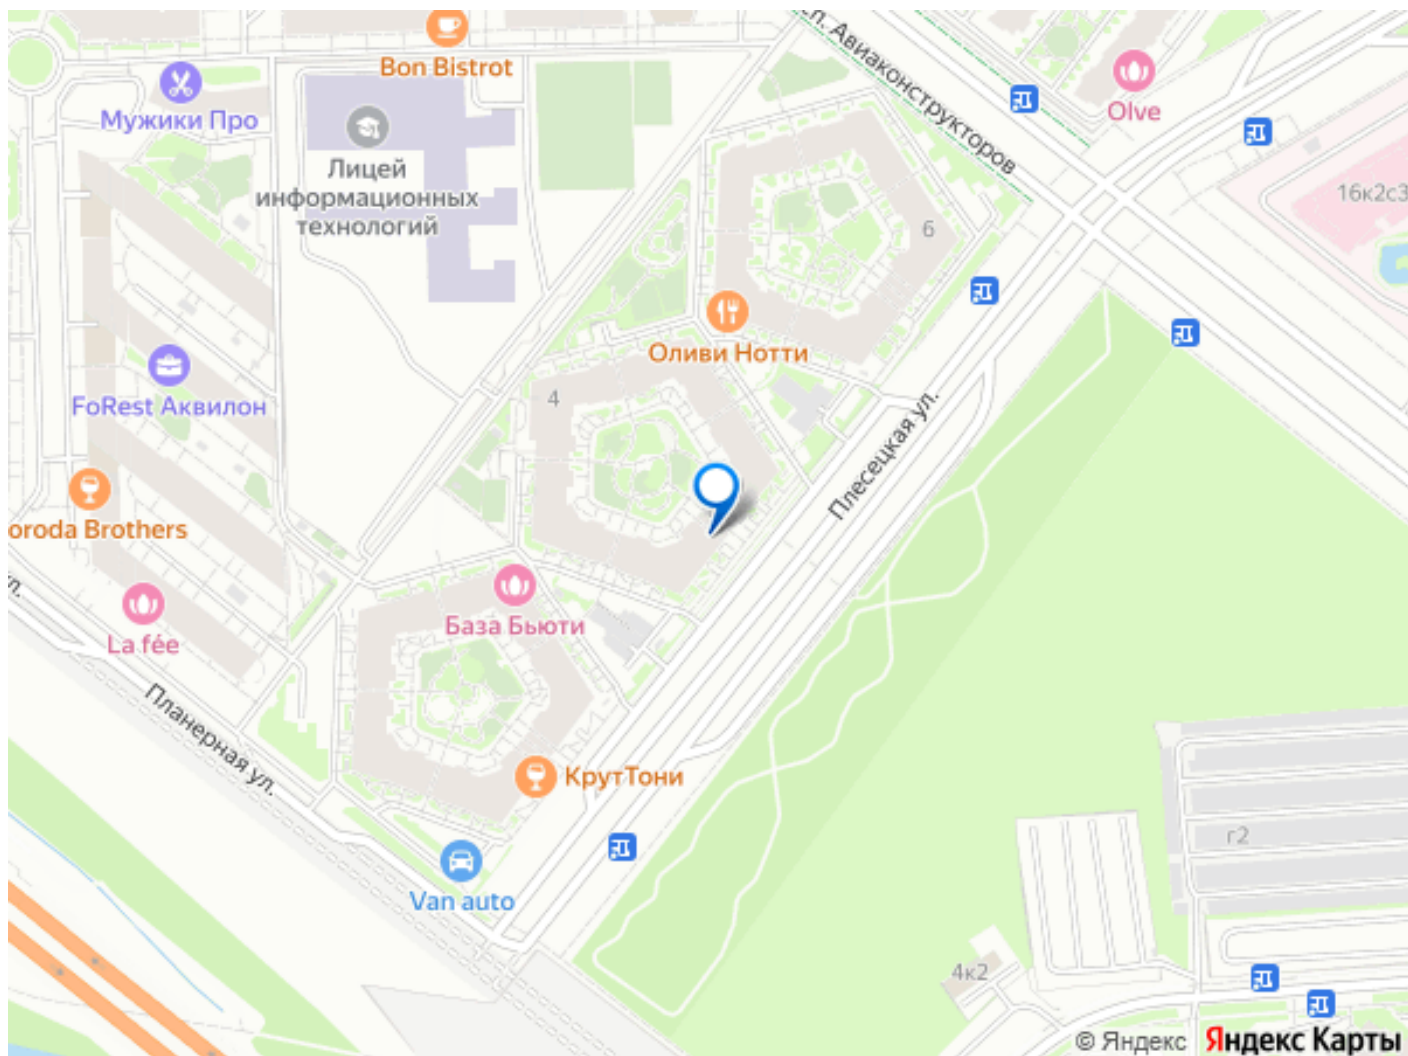 Bon Bistrot
Мужики Про
Лицей
информационных
технологий
Авиаконструкторов
Olve
16к2с3
6
Оливи Нотти
4
FoRest Аквилон
Плесецкая ул.
oroda Brothers
База Бьюти
La fée
Планерная ул.
КрутТони
г2
Van auto
4к2
© Яндекс Яндекс Карты